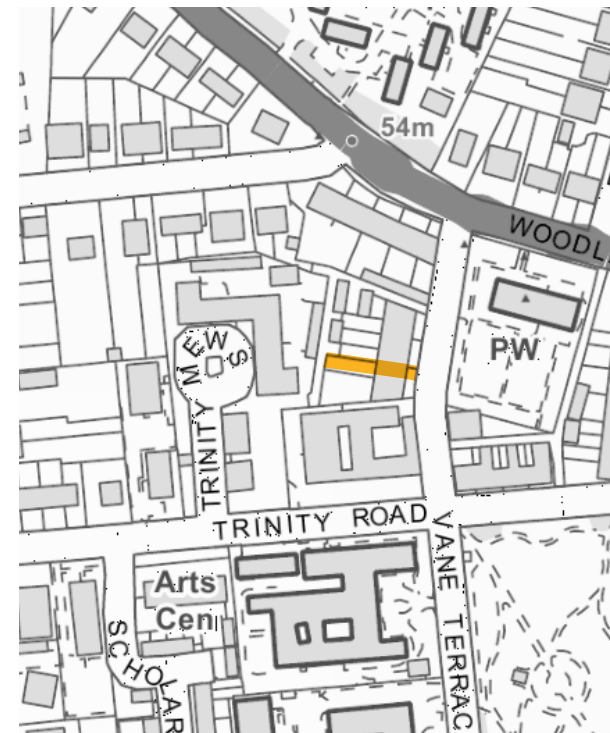 54m
WOODL
PW
TRINITY MEWS
TRINITY ROAD
VANE TERRAC
Arts
Cen
SCHOLAR